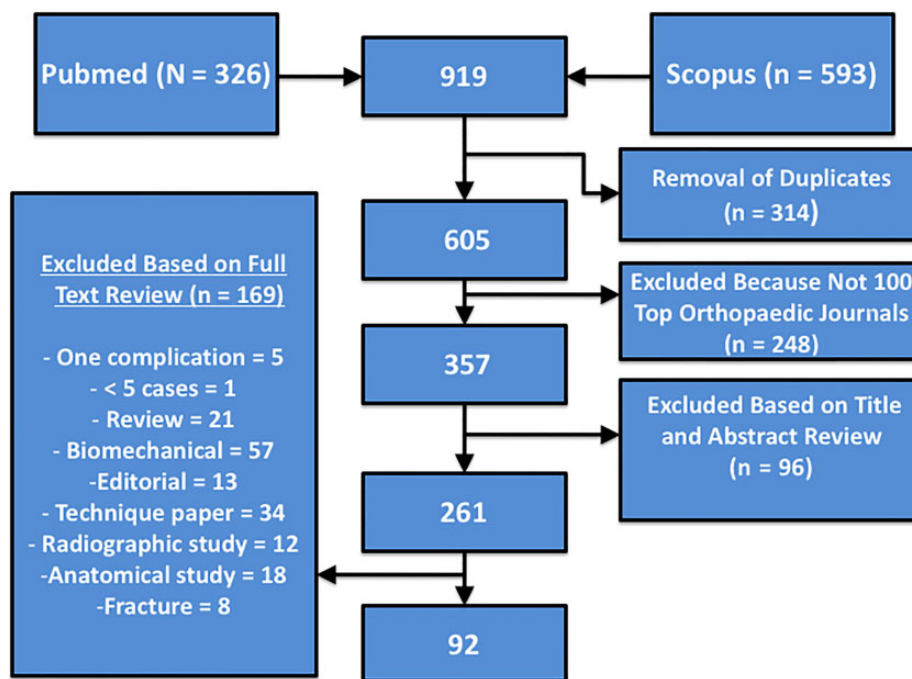 Pubmed (N = 326)
919
Scopus (n = 593)
Removal of Duplicates
(n = 314)
605
Excluded Because Not 100
Top Orthopaedic Journals
(n = 248)
357
Excluded Based on Title
and Abstract Review
(n = 96)
261
Excluded Based on Full
Text Review (n = 169)
- One complication = 5
- < 5 cases = 1
- Review = 21
- Biomechanical = 57
-Editorial = 13
- Technique paper = 34
- Radiographic study = 12
-Anatomical study = 18
-Fracture = 8
92